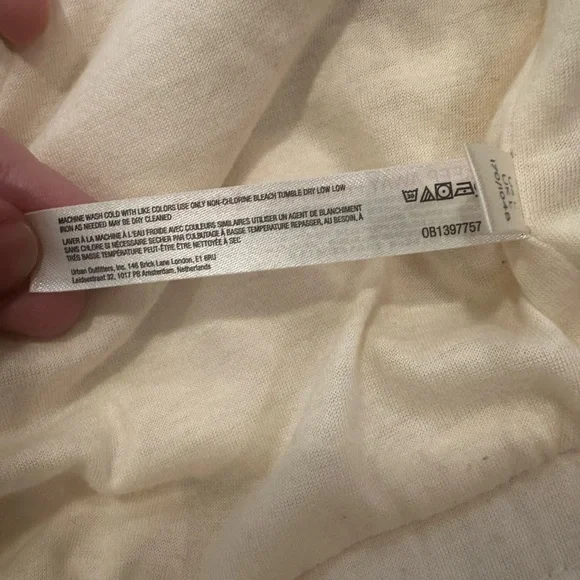 MACHINE WASH COLD WITH LIKE COLORS USE ONLY NON-CHLORINE BLEACH TUMBLE DRY LOW LOW
IRON AS NEEDED MAY BE DRY CLEANED
LAVER À LA MACHINE À L'EAU FROIDE AVEC COULEURS SIMILAIRES UTILISER UN AGENT DE BLANCHIMENT
SANS CHLORE SI NÉCESSAIRE SECHER PAR CULBUTAGE À BASSE TEMPÉRATURE REPASSER, AU BESOIN, À
TRÈS BASSE TEMPÉRATURE PEUT-ÊTRE ÊTRE NETTOYÉE À SEC
Urban Outfitters, Inc. 146 Brick Lane London, E1 6RU
Leidsestraat 32, 1017 PB Amsterdam, Netherlands
OB1397757